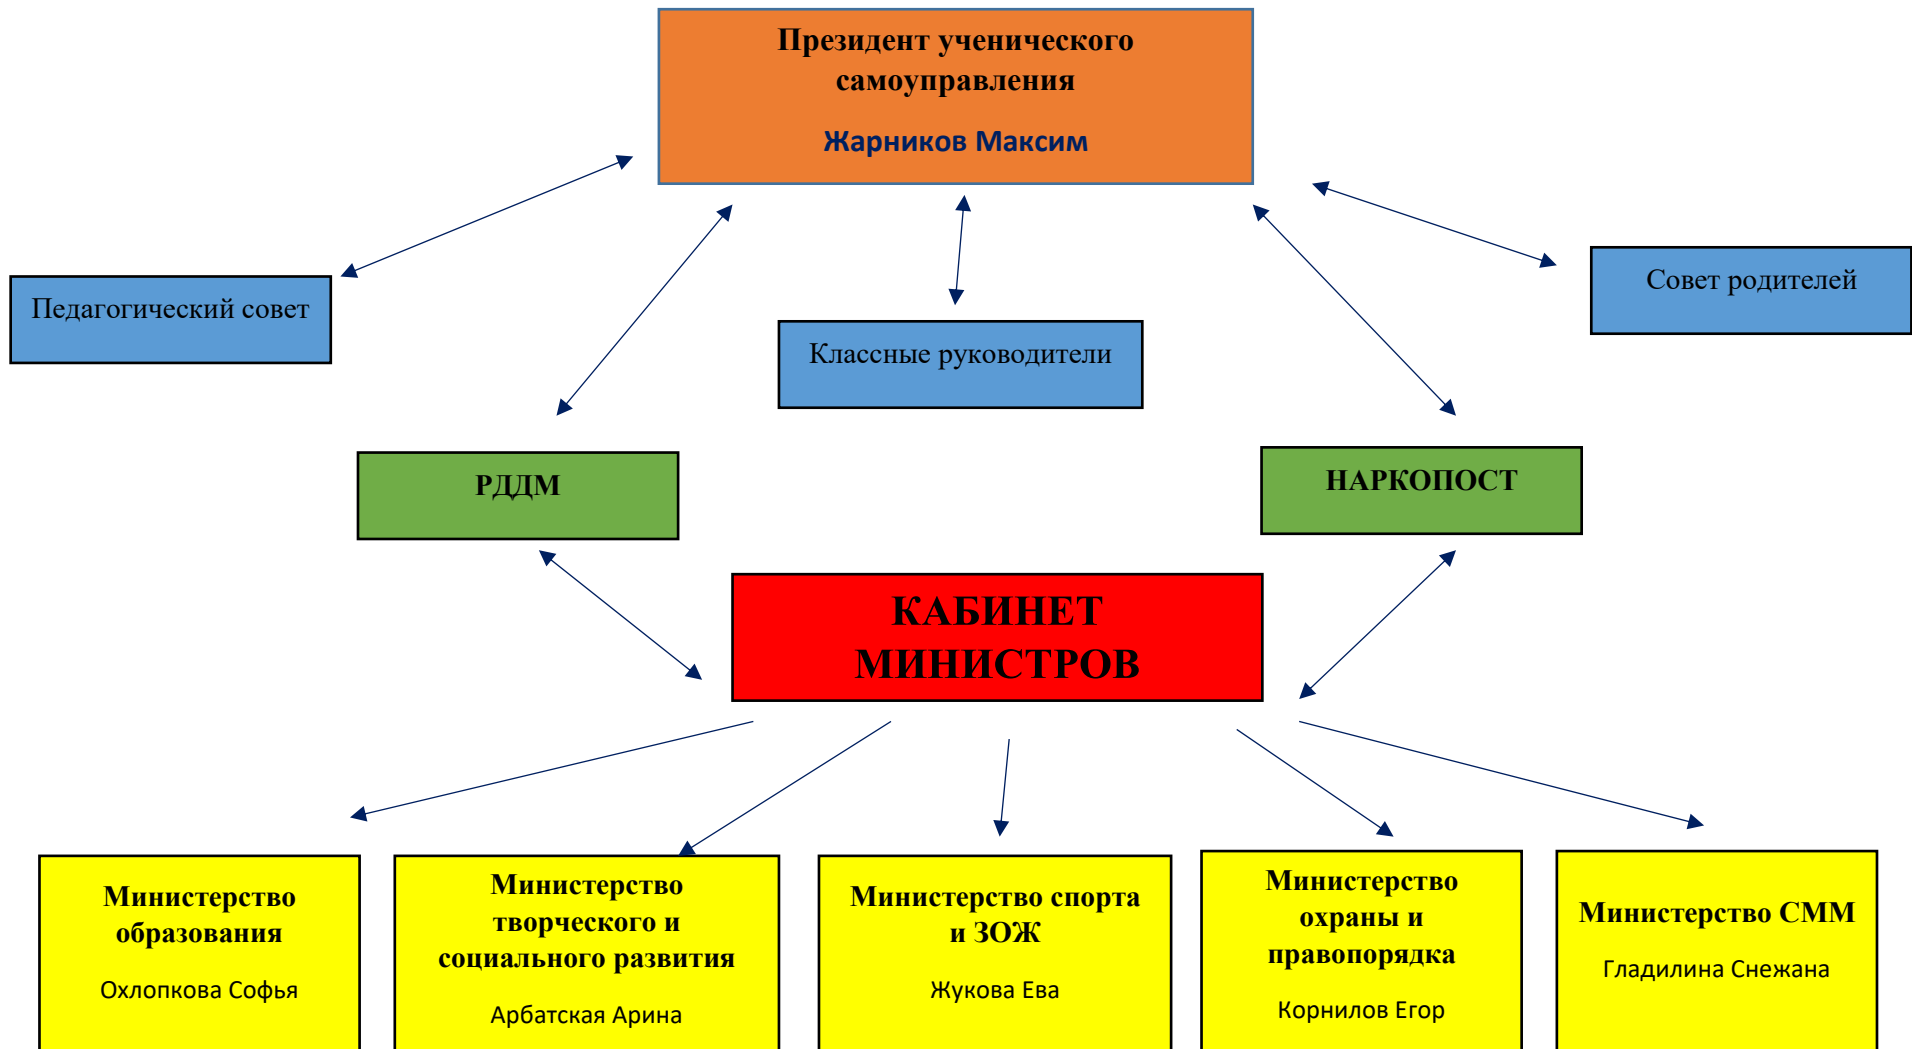 Президент ученического
самоуправления
Жарников Максим
Педагогический совет
Классные руководители
Совет родителей
РДДМ
НАРКОПОСТ
КАБИНЕТ
МИНИСТРОВ
Министерство
образования
Охлопкова Софья
Министерство
творческого и
социального развития
Арбатская Арина
Министерство спорта
и ЗОЖ
Жукова Ева
Министерство
охраны и
правопорядка
Корнилов Егор
Министерство СММ
Гладилина Снежана